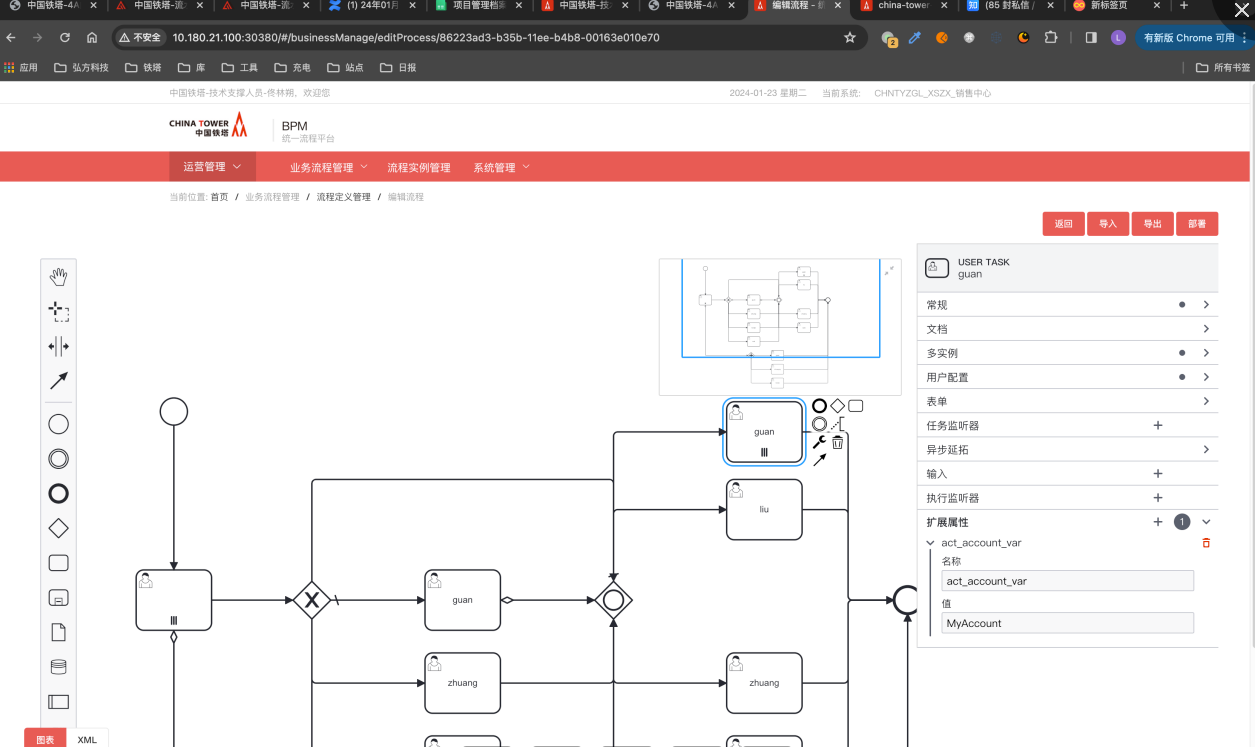 中国铁塔-4A
中国铁塔-流
中国铁塔-流
(1) 24年01月
项目管理档案
中国铁塔-技
中国铁塔-4A
编辑流程 -
china-tower
(85 封私信 /
新标签页
不安全
10.180.21.100:30380/#/businessManage/editProcess/86223ad3-b35b-11ee-b4b8-00163e010e70
2
L
有新版 Chrome 可用
应用
弘方科技
铁塔
库
工具
充电
站点
日报
所有书签
中国铁塔-技术支撑人员-佟林朔，欢迎您
2024-01-23 星期二
当前系统:
CHNTYZGL_XSZX_销售中心
CHINA TOWER
中国铁塔
BPM
统一流程平台
运营管理
业务流程管理
流程实例管理
系统管理
当前位置: 首页 / 业务流程管理 / 流程定义管理 / 编辑流程
返回
导入
导出
部署
USER TASK
guan
常规
文档
多实例
用户配置
表单
任务监听器
异步延拓
输入
执行监听器
扩展属性
1
act_account_var
名称
act_account_var
值
MyAccount
guan
liu
guan
zhuang
zhuang
图表
XML